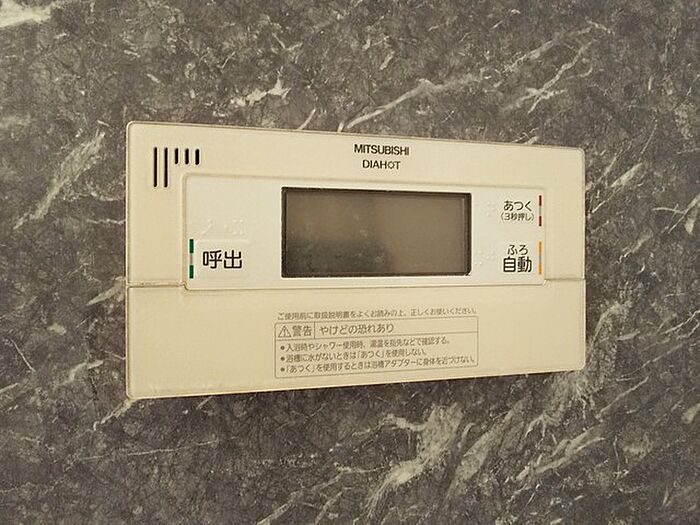 MITSUBISHI
DIAHOT
あつく
(3秒押し)
呼出
ふろ
自動
ご使用前に取扱説明書をよくお読みの上、正しくお使いください。
警告 やけどの恐れあり
●入浴時やシャワー使用時、湯温を指先などで確認する。
●浴槽に水がないときは「あつく」を使用しない。
●「あつく」を使用するときは浴槽アダプターに身体を近づけない。